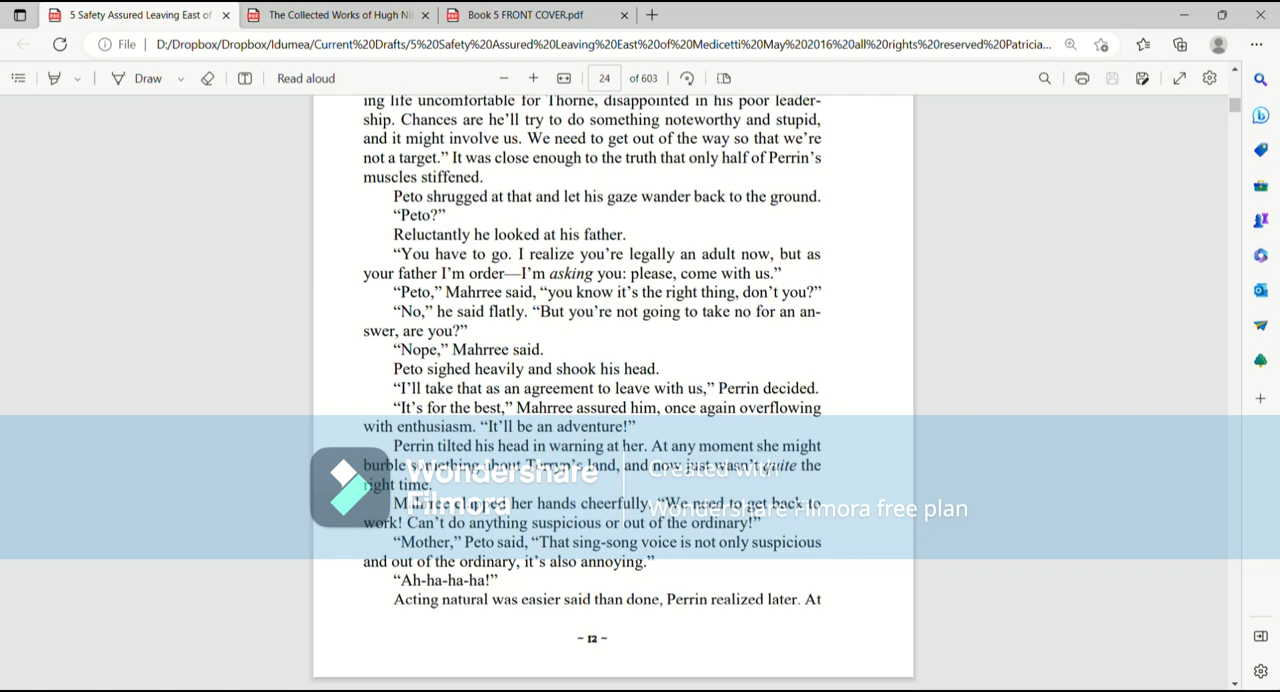 5 Safety Assured Leaving East of
The Collected Works of Hugh Ni
Book 5 FRONT COVER.pdf
File
D:/Dropbox/Dropbox/Idumea/Current%20Drafts/5%20Safety%20Assured%20Leaving%20East%20of%20Medicetti%20May%202016%20all%20rights%20reserved%20Patricia...
Draw
Read aloud
24
of 603
ing life uncomfortable for Thorne, disappointed in his poor leader-
ship. Chances are he’ll try to do something noteworthy and stupid,
and it might involve us. We need to get out of the way so that we’re
not a target.” It was close enough to the truth that only half of Perrin’s
muscles stiffened.
Peto shrugged at that and let his gaze wander back to the ground.
“Peto?”
Reluctantly he looked at his father.
“You have to go. I realize you’re legally an adult now, but as
your father I’m order—I’m asking you: please, come with us.”
“Peto,” Mahrree said, “you know it’s the right thing, don’t you?”
“No,” he said flatly. “But you’re not going to take no for an an-
swer, are you?”
“Nope,” Mahrree said.
Peto sighed heavily and shook his head.
“I’ll take that as an agreement to leave with us,” Perrin decided.
“It’s for the best,” Mahrree assured him, once again overflowing
with enthusiasm. “It’ll be an adventure!”
Perrin tilted his head in warning at her. At any moment she might
burble something about Terryp’s land, and now just wasn’t quite the
right time.
Mahrree clapped her hands cheerfully. “We need to get back to
work! Can’t do anything suspicious or out of the ordinary!”
“Mother,” Peto said, “That sing-song voice is not only suspicious
and out of the ordinary, it’s also annoying.”
“Ah-ha-ha-ha!”
Acting natural was easier said than done, Perrin realized later. At
~ 12 ~
Wondershare
Filmora
Created with
Wondershare Filmora free plan